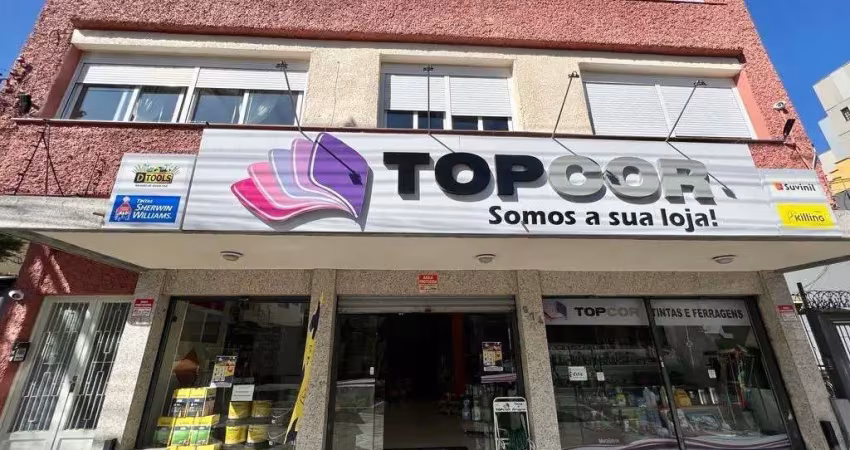 DTOOLS
TOPCOR
Somos a sua loja!
Tintas
SHERWIN
WILLIAMS.
Suvinil
killing
TOPCOR
TINTAS E FERRAGENS